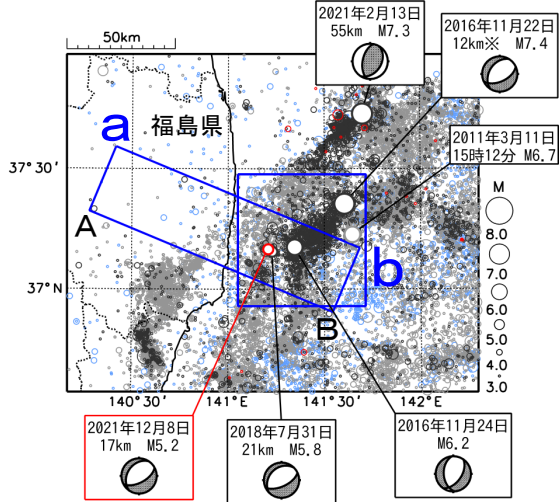 2021年2月13日
55km M7.3
2016年11月22日
12km※ M7.4
50km
a
福島県
2011年3月11日
15時12分 M6.7
37°30′
M
A
8.0
b
7.0
37°N
6.0
B
5.0
4.0
3.0
140°30′
141°E
141°30′
142°E
2021年12月8日
17km M5.2
2018年7月31日
21km M5.8
2016年11月24日
M6.2